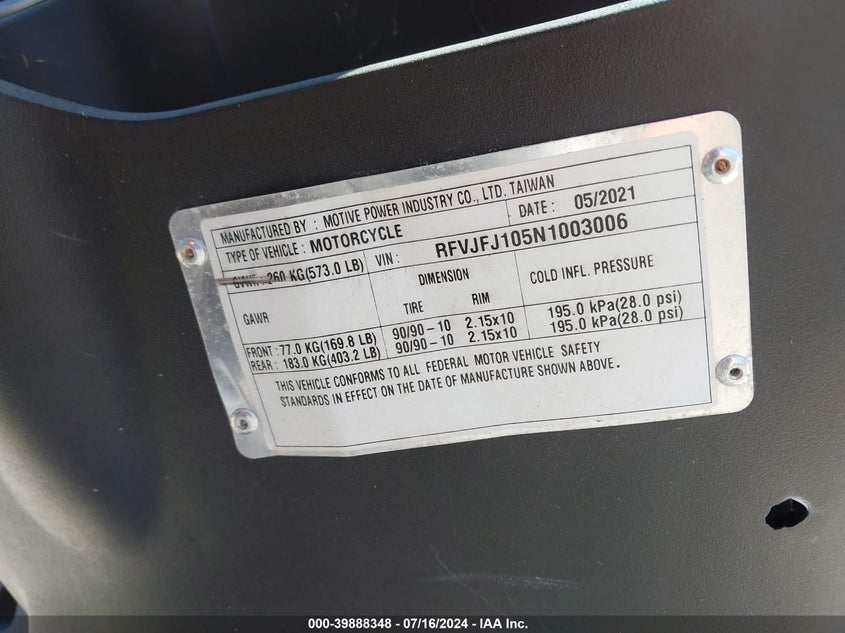 MANUFACTURED BY : MOTIVE POWER INDUSTRY CO., LTD. TAIWAN
TYPE OF VEHICLE : MOTORCYCLE DATE : 05/2021
GVWR : 260 KG(573.0 LB) VIN : RFVJFJ105N1003006
GAWR DIMENSION COLD INFL. PRESSURE
TIRE RIM
FRONT : 77.0 KG(169.8 LB) 90/90-10 2.15x10 195.0 kPa(28.0 psi)
REAR : 183.0 KG(403.2 LB) 90/90-10 2.15x10 195.0 kPa(28.0 psi)
THIS VEHICLE CONFORMS TO ALL FEDERAL MOTOR VEHICLE SAFETY
STANDARDS IN EFFECT ON THE DATE OF MANUFACTURE SHOWN ABOVE.
000-39888348 - 07/16/2024 - IAA Inc.